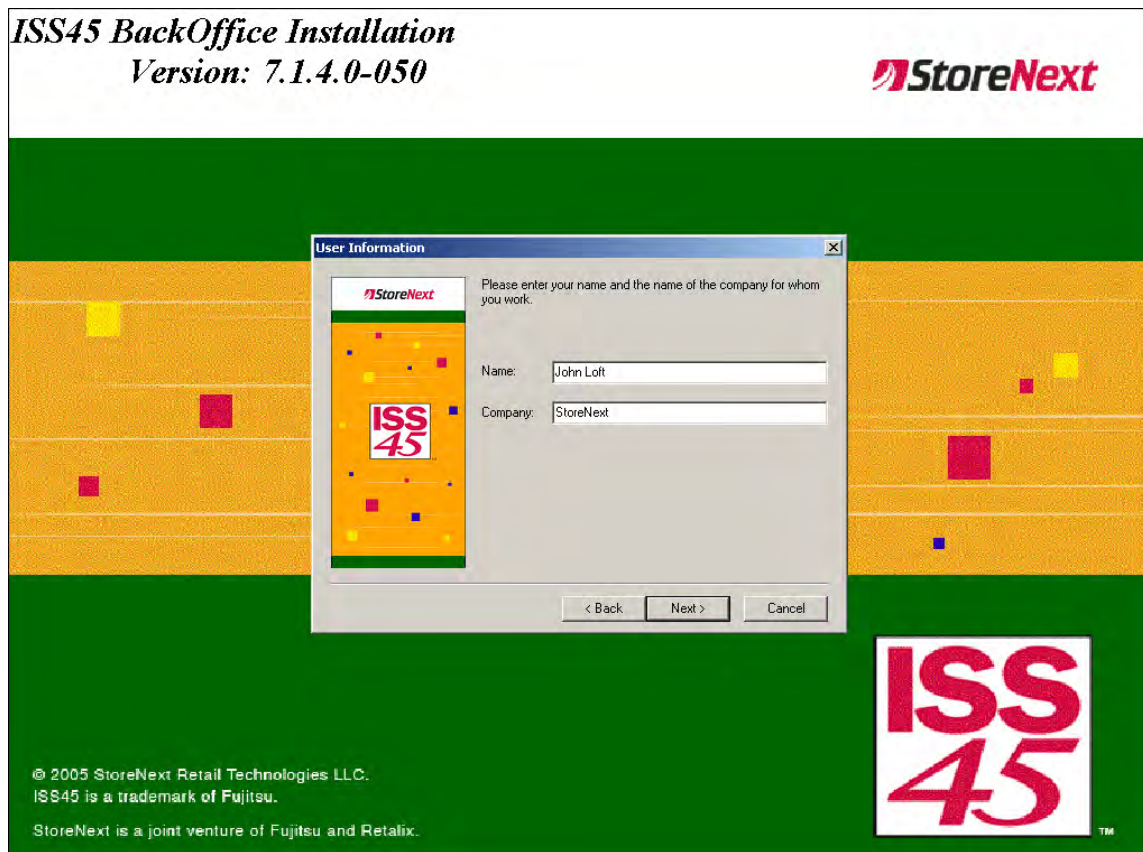 ISS45 BackOffice Installation
Version: 7.1.4.0-050
StoreNext
User Information
StoreNext
Please enter your name and the name of the company for whom
you work.
Name: John Loft
Company: StoreNext
ISS
45
< Back Next > Cancel
ISS
45
TM
© 2005 StoreNext Retail Technologies LLC.
ISS45 is a trademark of Fujitsu.
StoreNext is a joint venture of Fujitsu and Retalix.